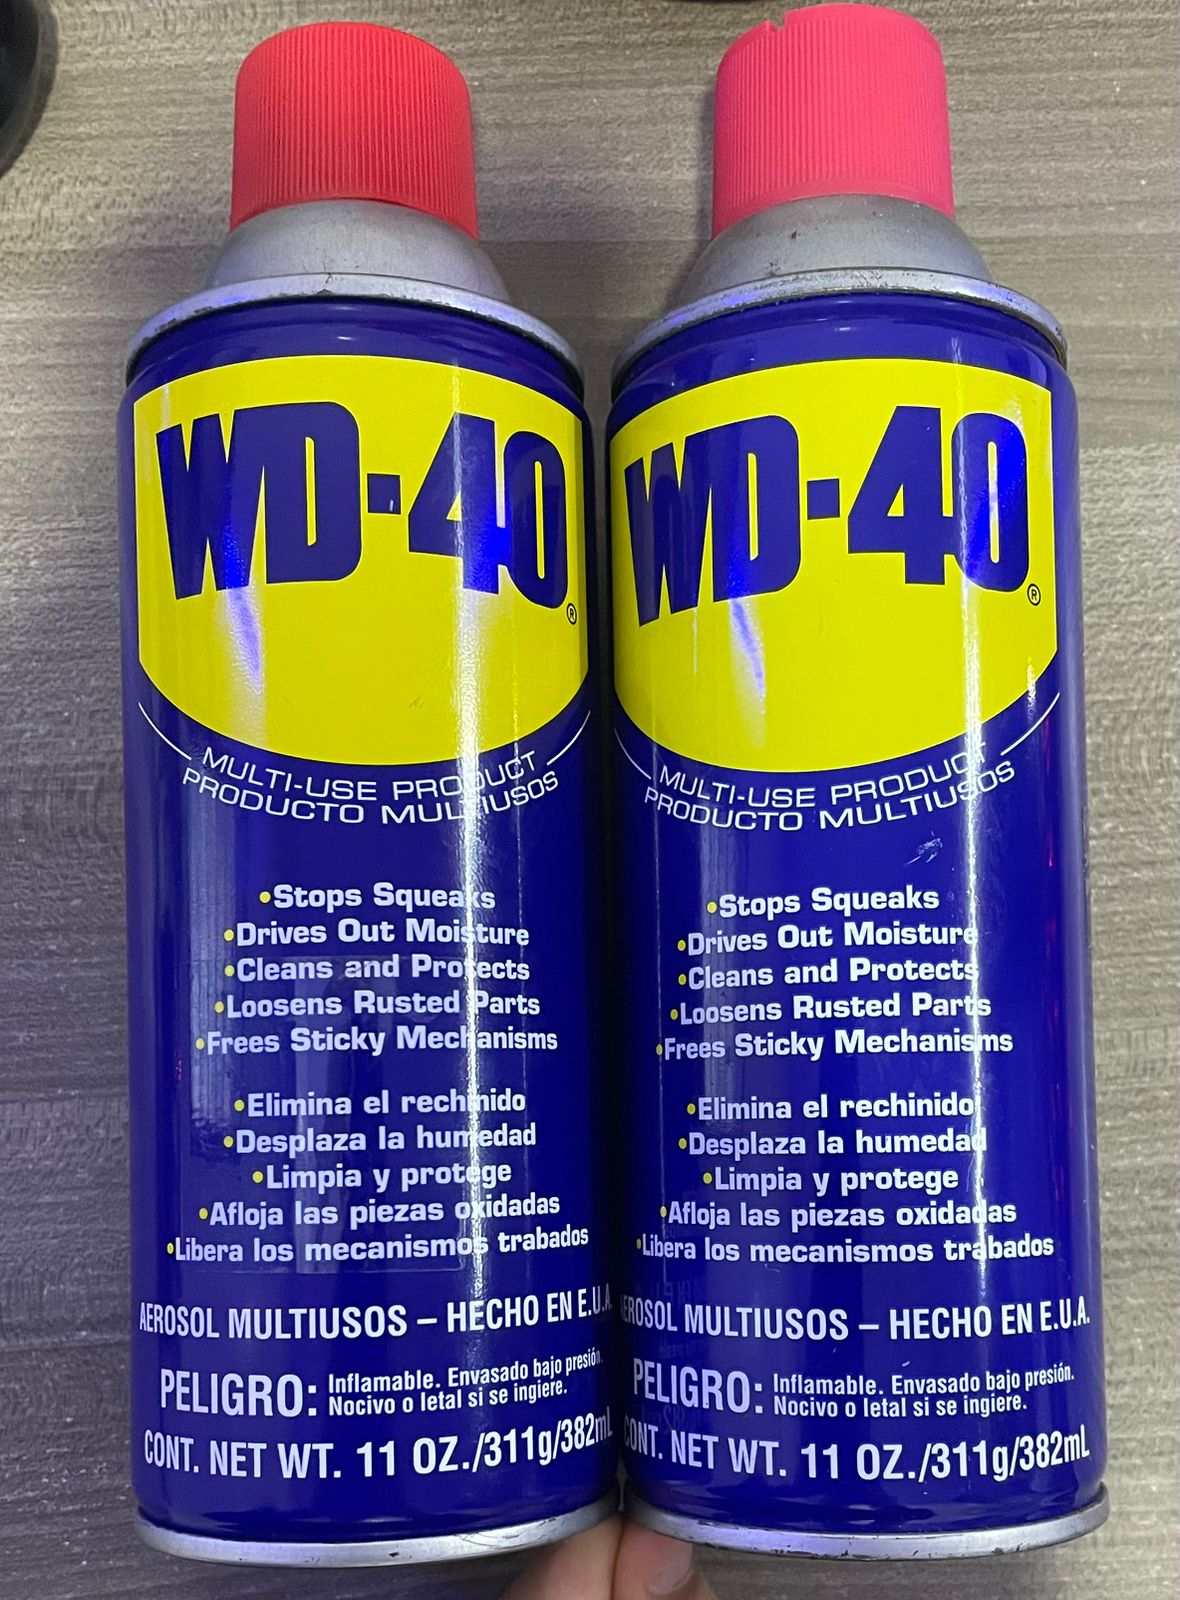 WD-40®
MULTI-USE PRODUCT
PRODUCTO MULTIUSOS
•Stops Squeaks
•Drives Out Moisture
•Cleans and Protects
•Loosens Rusted Parts
•Frees Sticky Mechanisms
•Elimina el rechinido
•Desplaza la humedad
•Limpia y protege
•Afloja las piezas oxidadas
•Libera los mecanismos trabados
AEROSOL MULTIUSOS – HECHO EN E.U.A.
PELIGRO: Inflamable. Envasado bajo presión.
Nocivo o letal si se ingiere.
CONT. NET WT. 11 OZ./311g/382mL
WD-40®
MULTI-USE PRODUCT
PRODUCTO MULTIUSOS
•Stops Squeaks
•Drives Out Moisture
•Cleans and Protects
•Loosens Rusted Parts
•Frees Sticky Mechanisms
•Elimina el rechinido
•Desplaza la humedad
•Limpia y protege
•Afloja las piezas oxidadas
•Libera los mecanismos trabados
AEROSOL MULTIUSOS – HECHO EN E.U.A.
PELIGRO: Inflamable. Envasado bajo presión.
Nocivo o letal si se ingiere.
CONT. NET WT. 11 OZ./311g/382mL